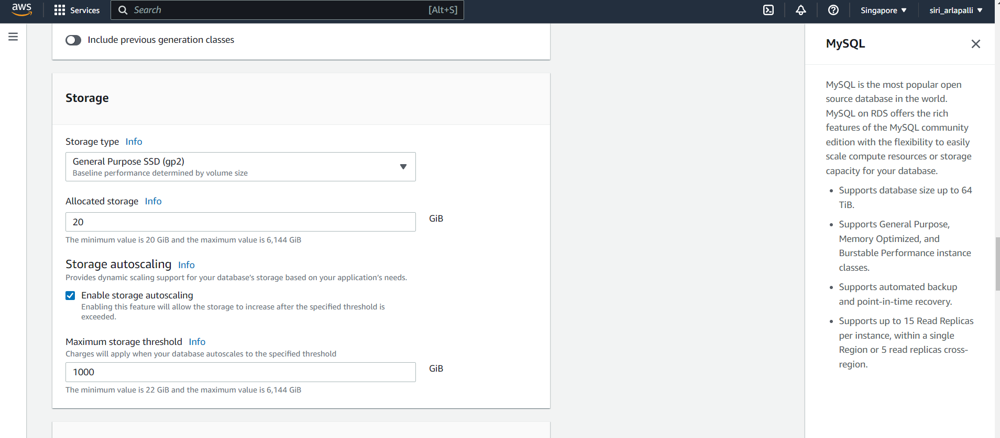 aws
Services
Search
[Alt+S]
Singapore
siri_arlapalli
Include previous generation classes
Storage
Storage type Info
General Purpose SSD (gp2)
Baseline performance determined by volume size
Allocated storage Info
20
GiB
The minimum value is 20 GiB and the maximum value is 6,144 GiB
Storage autoscaling Info
Provides dynamic scaling support for your database's storage based on your application's needs.
Enable storage autoscaling
Enabling this feature will allow the storage to increase after the specified threshold is
exceeded.
Maximum storage threshold Info
Charges will apply when your database autoscales to the specified threshold
1000
GiB
The minimum value is 22 GiB and the maximum value is 6,144 GiB
MySQL
MySQL is the most popular open
source database in the world.
MySQL on RDS offers the rich
features of the MySQL community
edition with the flexibility to easily
scale compute resources or storage
capacity for your database.
• Supports database size up to 64
TiB.
• Supports General Purpose,
Memory Optimized, and
Burstable Performance instance
classes.
• Supports automated backup
and point-in-time recovery.
• Supports up to 15 Read Replicas
per instance, within a single
Region or 5 read replicas cross-
region.